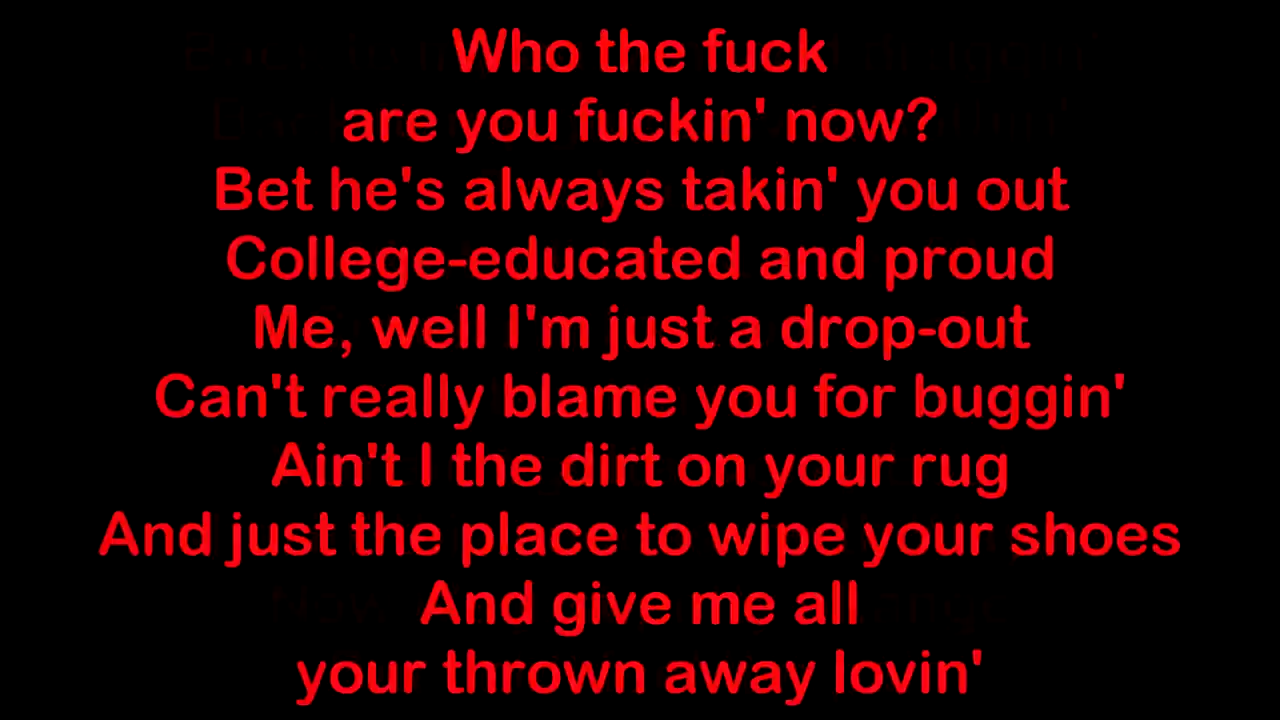 Who the fuck
are you fuckin' now?
Bet he's always takin' you out
College-educated and proud
Me, well I'm just a drop-out
Can't really blame you for buggin'
Ain't I the dirt on your rug
And just the place to wipe your shoes
And give me all
your thrown away lovin'